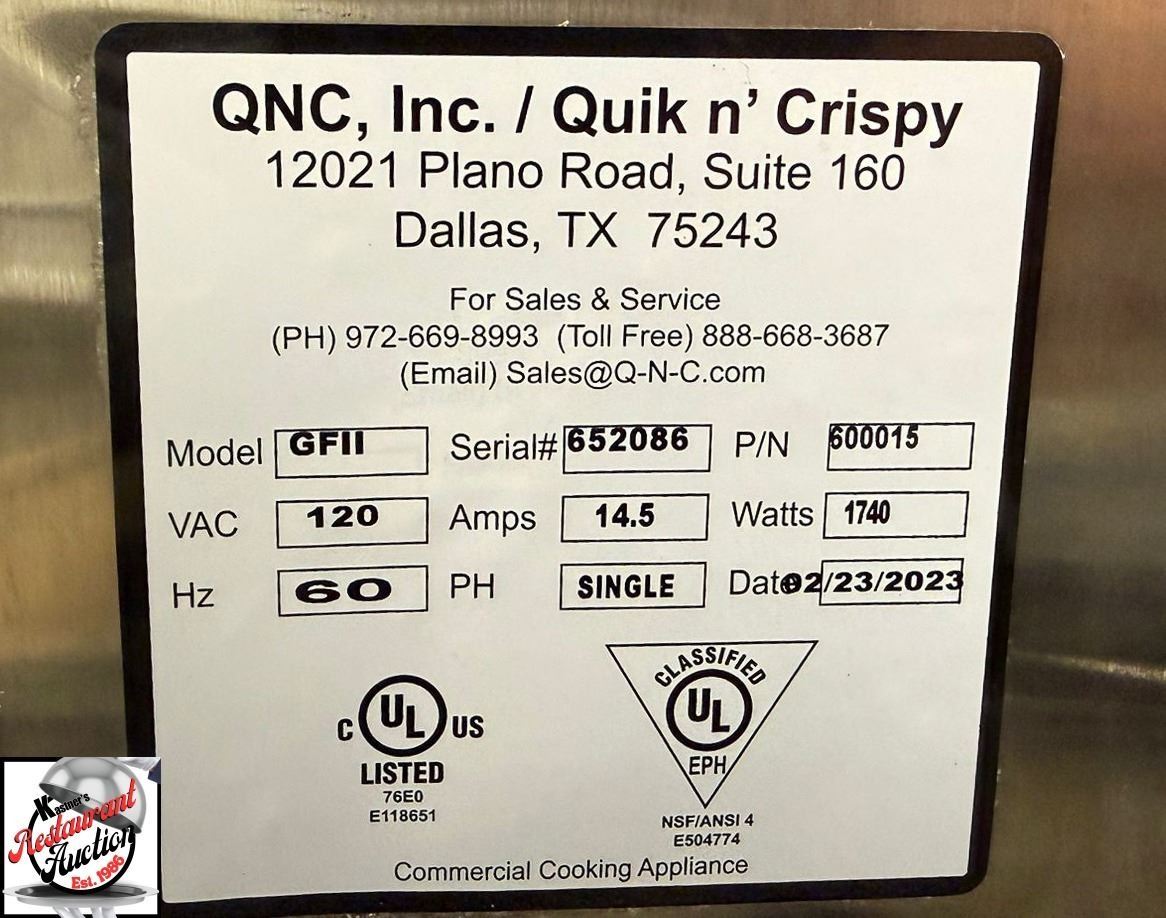 QNC, Inc. / Quik n' Crispy
12021 Plano Road, Suite 160
Dallas, TX 75243
For Sales & Service
(PH) 972-669-8993 (Toll Free) 888-668-3687
(Email) Sales@Q-N-C.com
Model GFII Serial# 652086 P/N 600015
VAC 120 Amps 14.5 Watts 1740
Hz 60 PH SINGLE Date 02/23/2023
C UL US
LISTED
76E0
E118651
CLASSIFIED
UL
EPH
NSF/ANSI 4
E504774
Commercial Cooking Appliance
Kastner's
Restaurant
Auction
Est. 1986